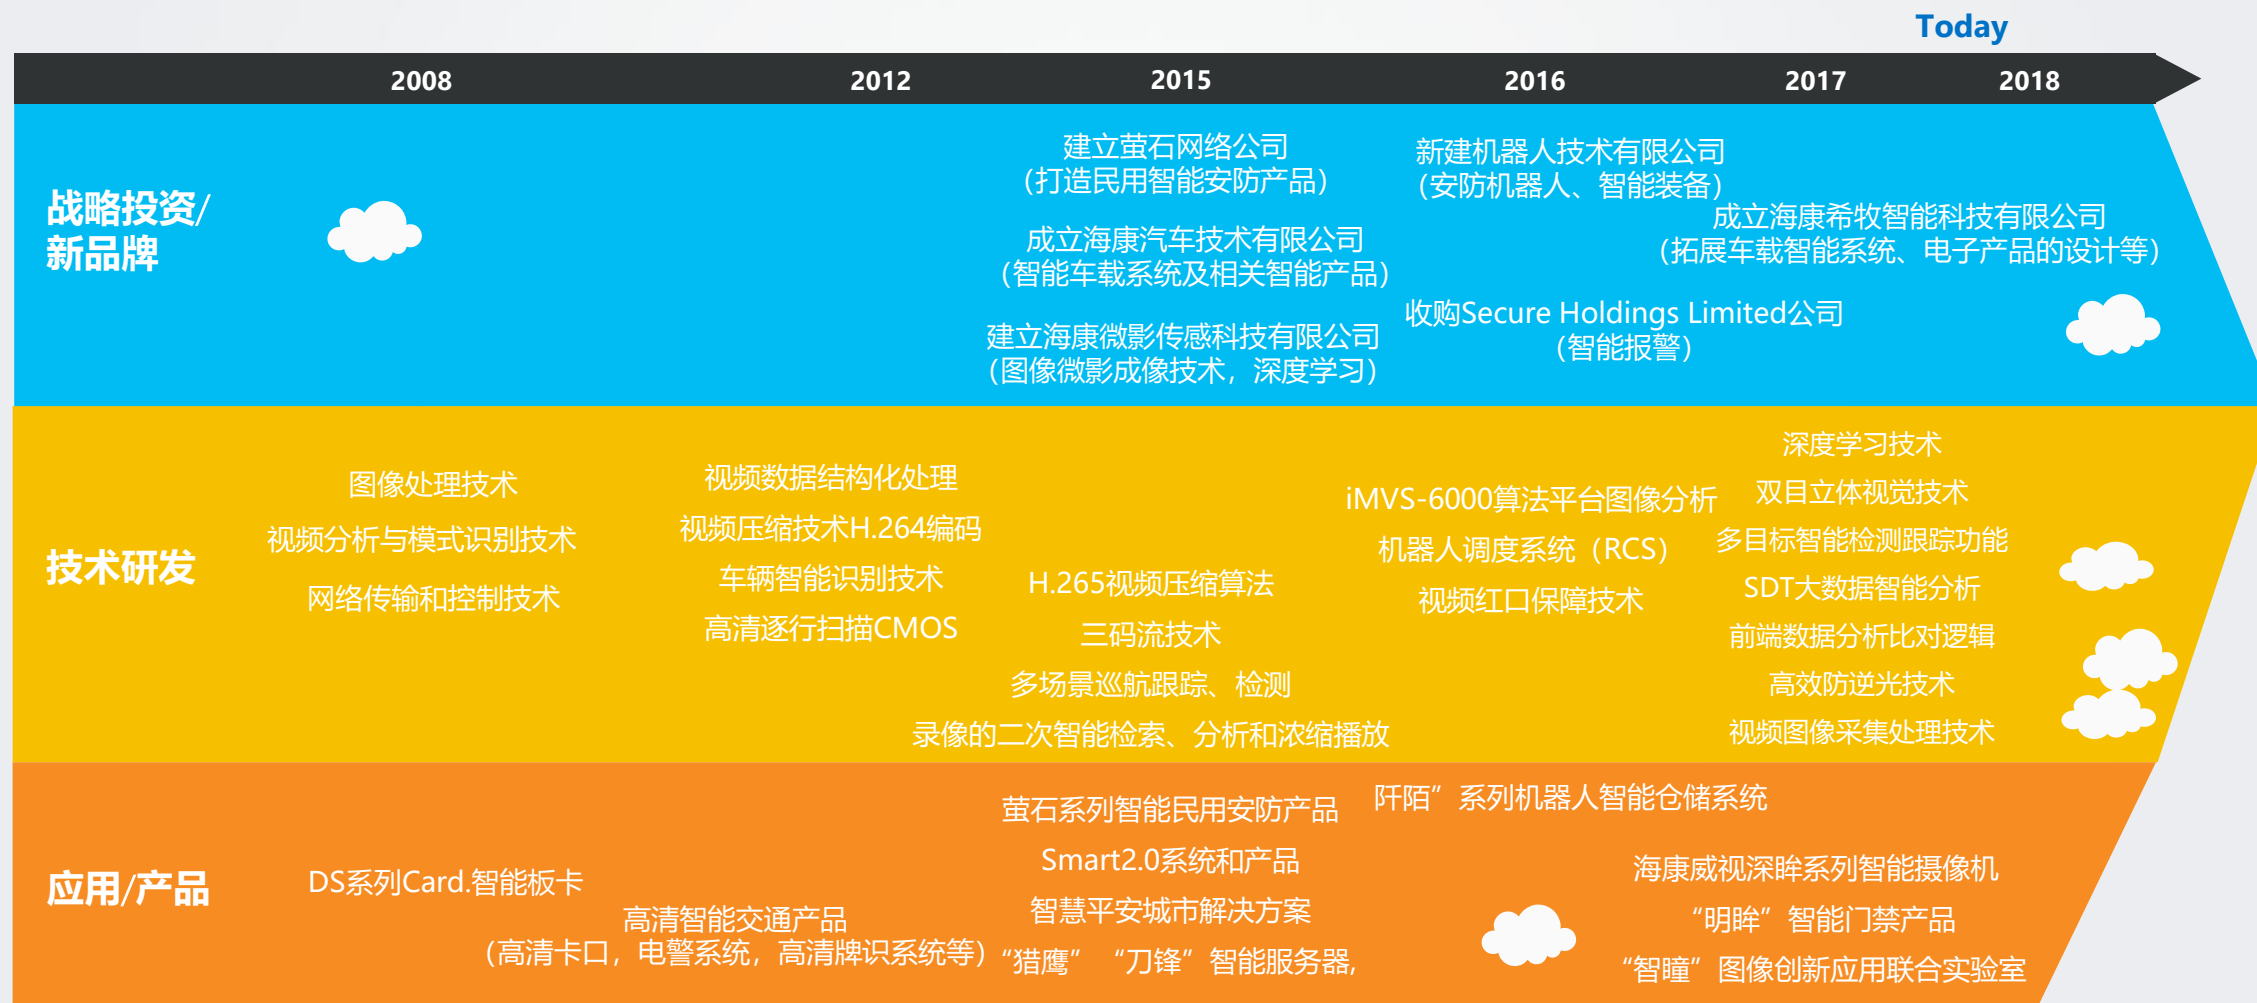 Today
2008
2012
2015
2016
2017
2018
战略投资/
新品牌
建立萤石网络公司
（打造民用智能安防产品）
成立海康汽车技术有限公司
（智能车载系统及相关智能产品）
建立海康微影传感科技有限公司
（图像微影成像技术，深度学习）
新建机器人技术有限公司
（安防机器人、智能装备）
收购Secure Holdings Limited公司
（智能报警）
成立海康希牧智能科技有限公司
（拓展车载智能系统、电子产品的设计等）
技术研发
图像处理技术
视频分析与模式识别技术
网络传输和控制技术
视频数据结构化处理
视频压缩技术H.264编码
车辆智能识别技术
高清逐行扫描CMOS
H.265视频压缩算法
三码流技术
多场景巡航跟踪、检测
录像的二次智能检索、分析和浓缩播放
iMVS-6000算法平台图像分析
机器人调度系统（RCS）
视频红口保障技术
深度学习技术
双目立体视觉技术
多目标智能检测跟踪功能
SDT大数据智能分析
前端数据分析比对逻辑
高效防逆光技术
视频图像采集处理技术
应用/产品
DS系列Card.智能板卡
高清智能交通产品
（高清卡口，电警系统，高清牌识系统等）
萤石系列智能民用安防产品
Smart2.0系统和产品
智慧平安城市解决方案
“猎鹰” “刀锋”智能服务器,
阡陌”系列机器人智能仓储系统
海康威视深眸系列智能摄像机
“明眸”智能门禁产品
“智瞳”图像创新应用联合实验室